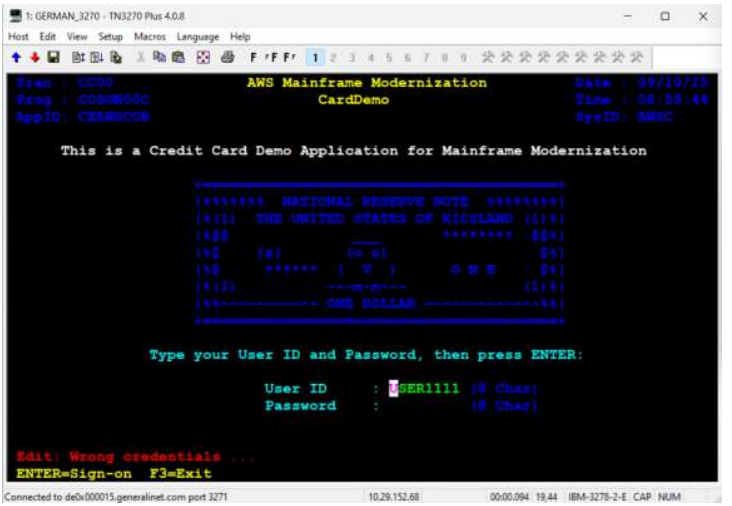 1: GERMAN_3270 - TN3270 Plus 4.0.8
Host Edit View Setup Macros Language Help
F Fr 1 2 3 4 5 6 7 8 9
Tran : CC00 AWS Mainframe Modernization Date : 09/10/25
Prog : COSGN00C CardDemo Time : 08:59:44
AppID: SysID: AWSC
This is a Credit Card Demo Application for Mainframe Modernization
+========================================+
|%%%%%%% NATIONAL RESERVE NOTE %%%%%%%%|
|%(1) THE UNITED STATES OF KICSLAND (1)%|
|%$$ ___ ******** $$%|
|%$ {x} (o o) $%|
|%$ ****** ( V ) O N E $%|
|%(1) ---m-m--- (1)%|
|%%~~~~~~~~~~~ ONE DOLLAR ~~~~~~~~~~~~~%%|
+========================================+
Type your User ID and Password, then press ENTER:
User ID : USER1111 (8 Char)
Password : (8 Char)
Edit: Wrong credentials ...
ENTER=Sign-on F3=Exit
Connected to de0x000015.generalinet.com port 3271 10.29.152.68 00:00.094 19,44 IBM-3278-2-E CAP NUM